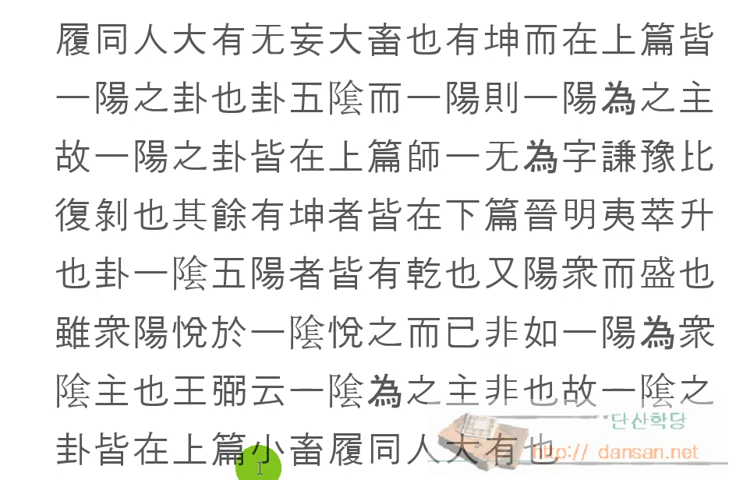 履同人大有无妄大畜也有坤而在上篇皆
一陽之卦也卦五陰而一陽則一陽為之主
故一陽之卦皆在上篇師一无為字謙豫比
復剝也其餘有坤者皆在下篇晉明夷萃升
也卦一陰五陽者皆有乾也又陽衆而盛也
雖衆陽悅於一陰悅之而已非如一陽為衆
陰主也王弼云一陰為之主非也故一陰之
卦皆在上篇小畜履同人大有也
단산학당
http:// dansan.net